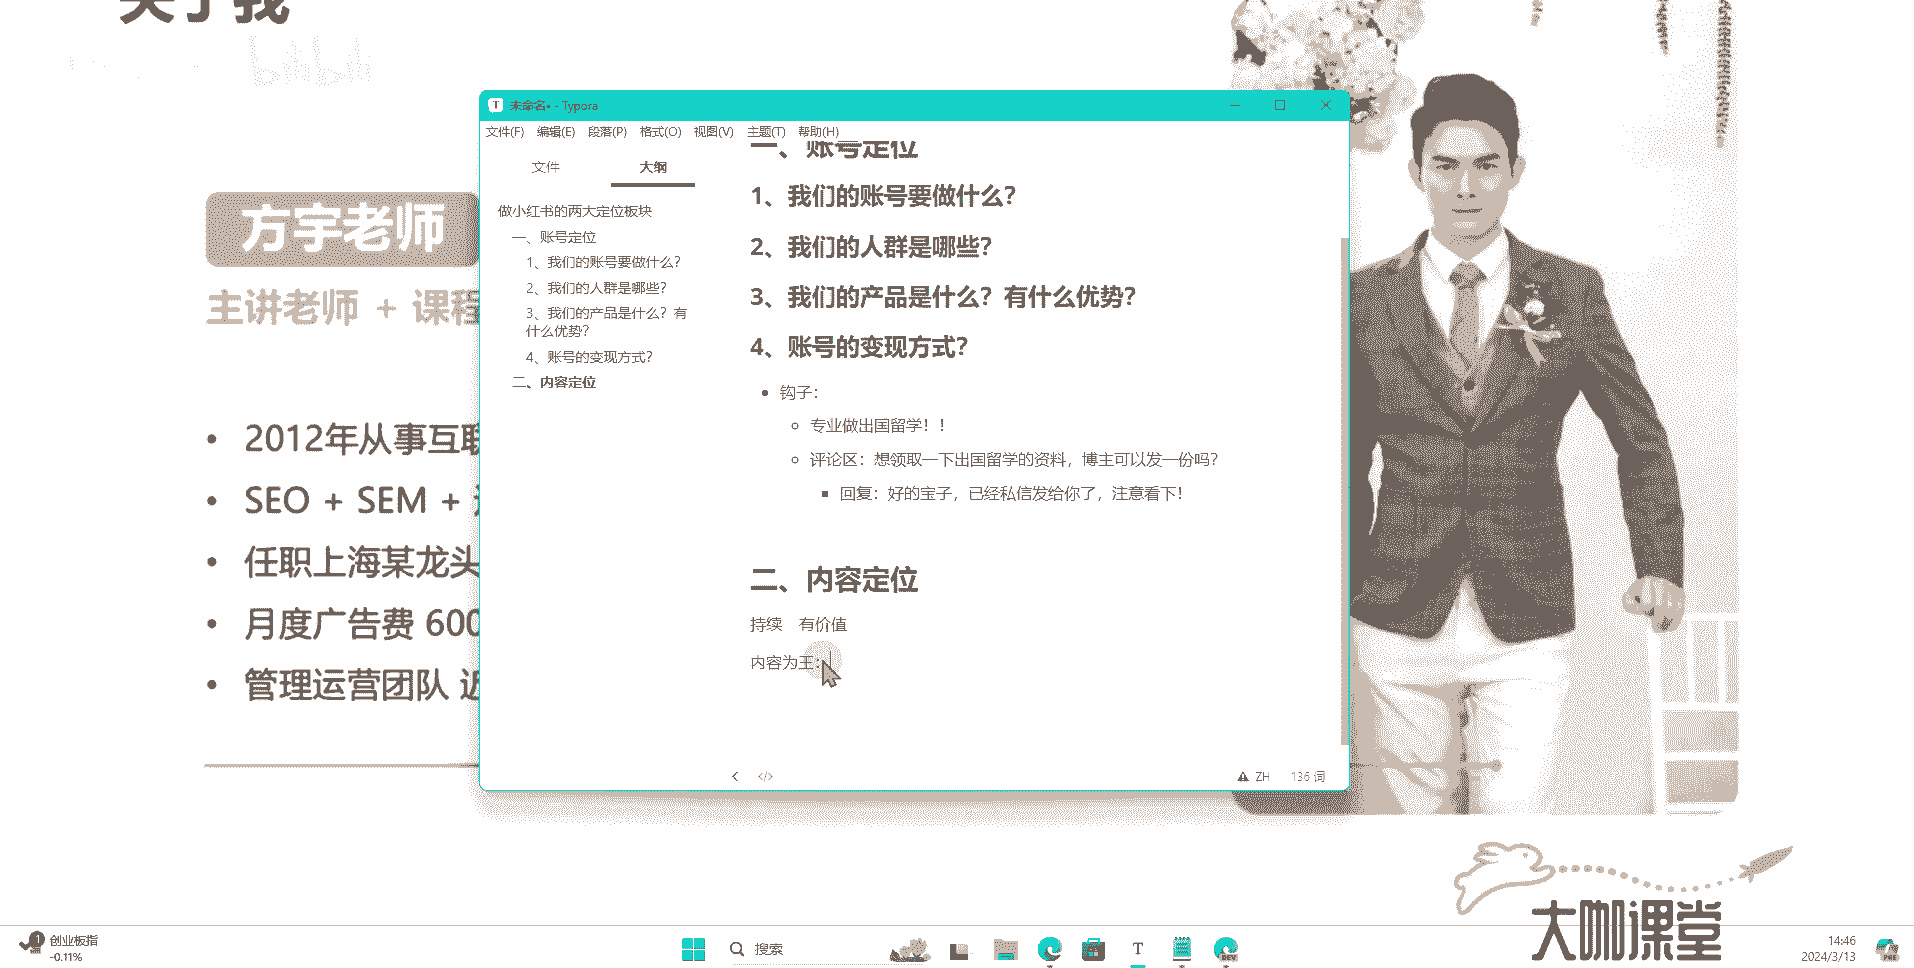 关于我
bilibili
方宇老师
主讲老师 + 课程
• 2012年从事互联
• SEO + SEM +
• 任职上海某龙头
• 月度广告费 600
• 管理运营团队 近
未命名• - Typora
文件(F) 编辑(E) 段落(P) 格式(O) 视图(V) 主题(T) 帮助(H)
文件 大纲
做小红书的两大定位板块
一、账号定位
1、我们的账号要做什么？
2、我们的人群是哪些？
3、我们的产品是什么？有
什么优势？
4、账号的变现方式？
二、内容定位
一、账号定位
1、我们的账号要做什么？
2、我们的人群是哪些？
3、我们的产品是什么？有什么优势？
4、账号的变现方式？
钩子：
专业做出国留学！！
评论区：想领取一下出国留学的资料，博主可以发一份吗？
回复：好的宝子，已经私信发给你了，注意看下！
二、内容定位
持续 有价值
内容为王：
</> ZH 136 词
大咖课堂
1 创业板指
-0.11%
搜索
T
DEV
14:46
2024/3/13
PRE